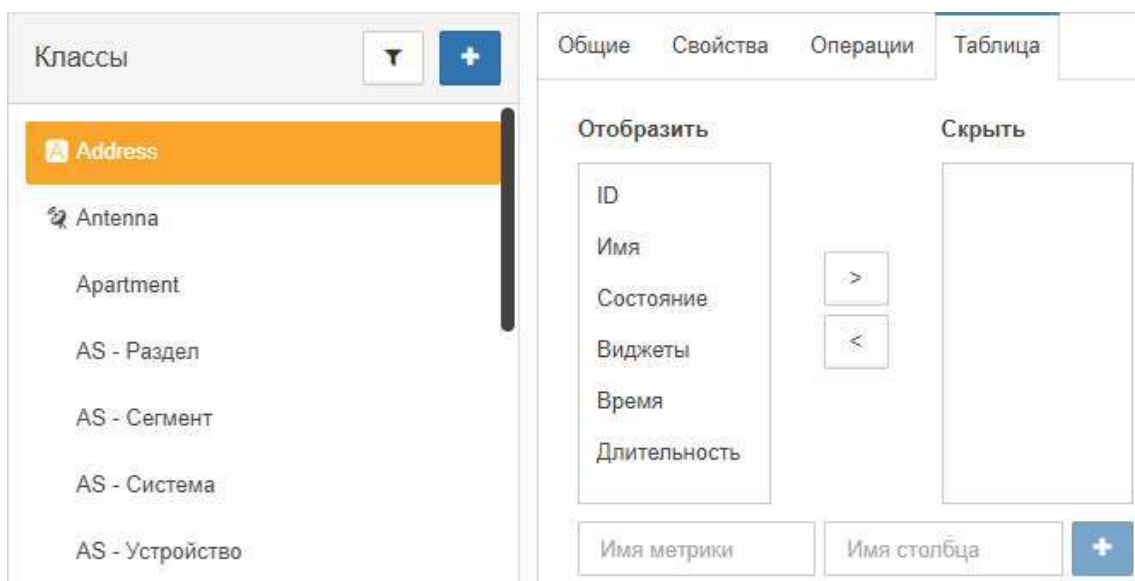 Классы
Address
Antenna
Apartment
AS - Раздел
AS - Сегмент
AS - Система
AS - Устройство
Общие Свойства Операции Таблица
Отобразить Скрыть
ID
Имя
Состояние
Виджеты
Время
Длительность
>
<
Имя метрики Имя столбца